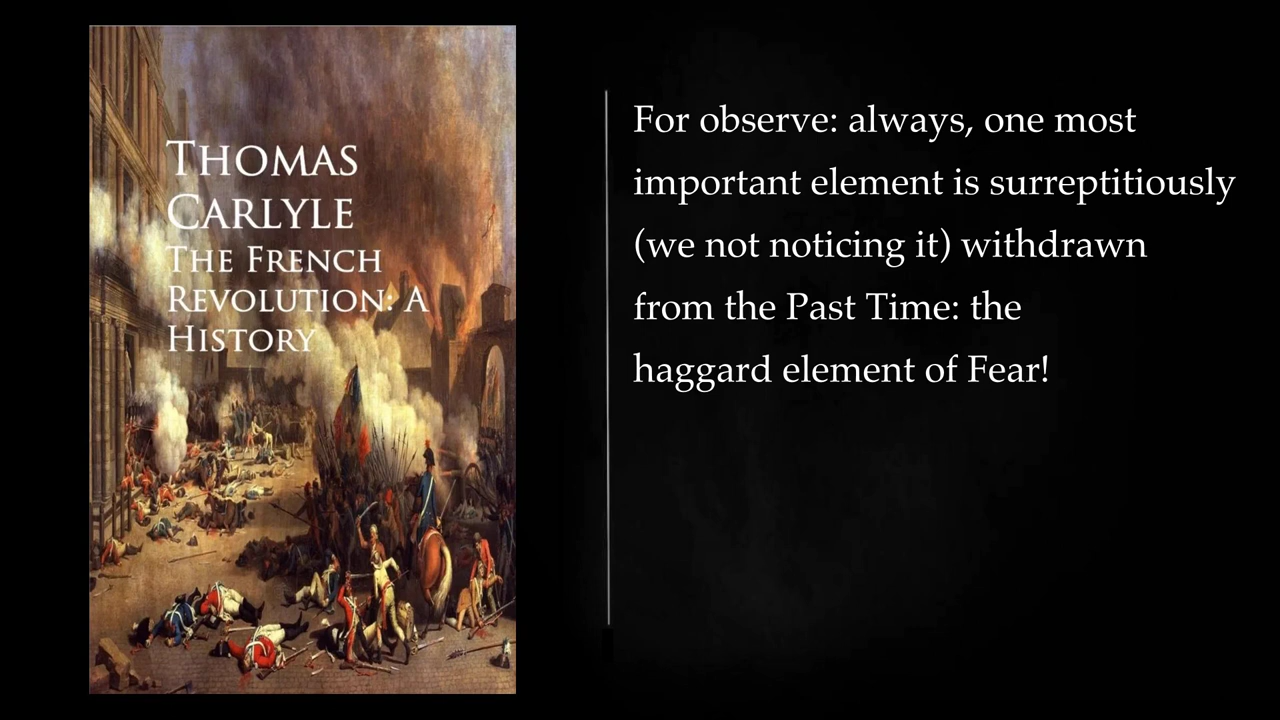 THOMAS
CARLYLE
THE FRENCH
REVOLUTION: A
HISTORY
For observe: always, one most
important element is surreptitiously
(we not noticing it) withdrawn
from the Past Time: the
haggard element of Fear!